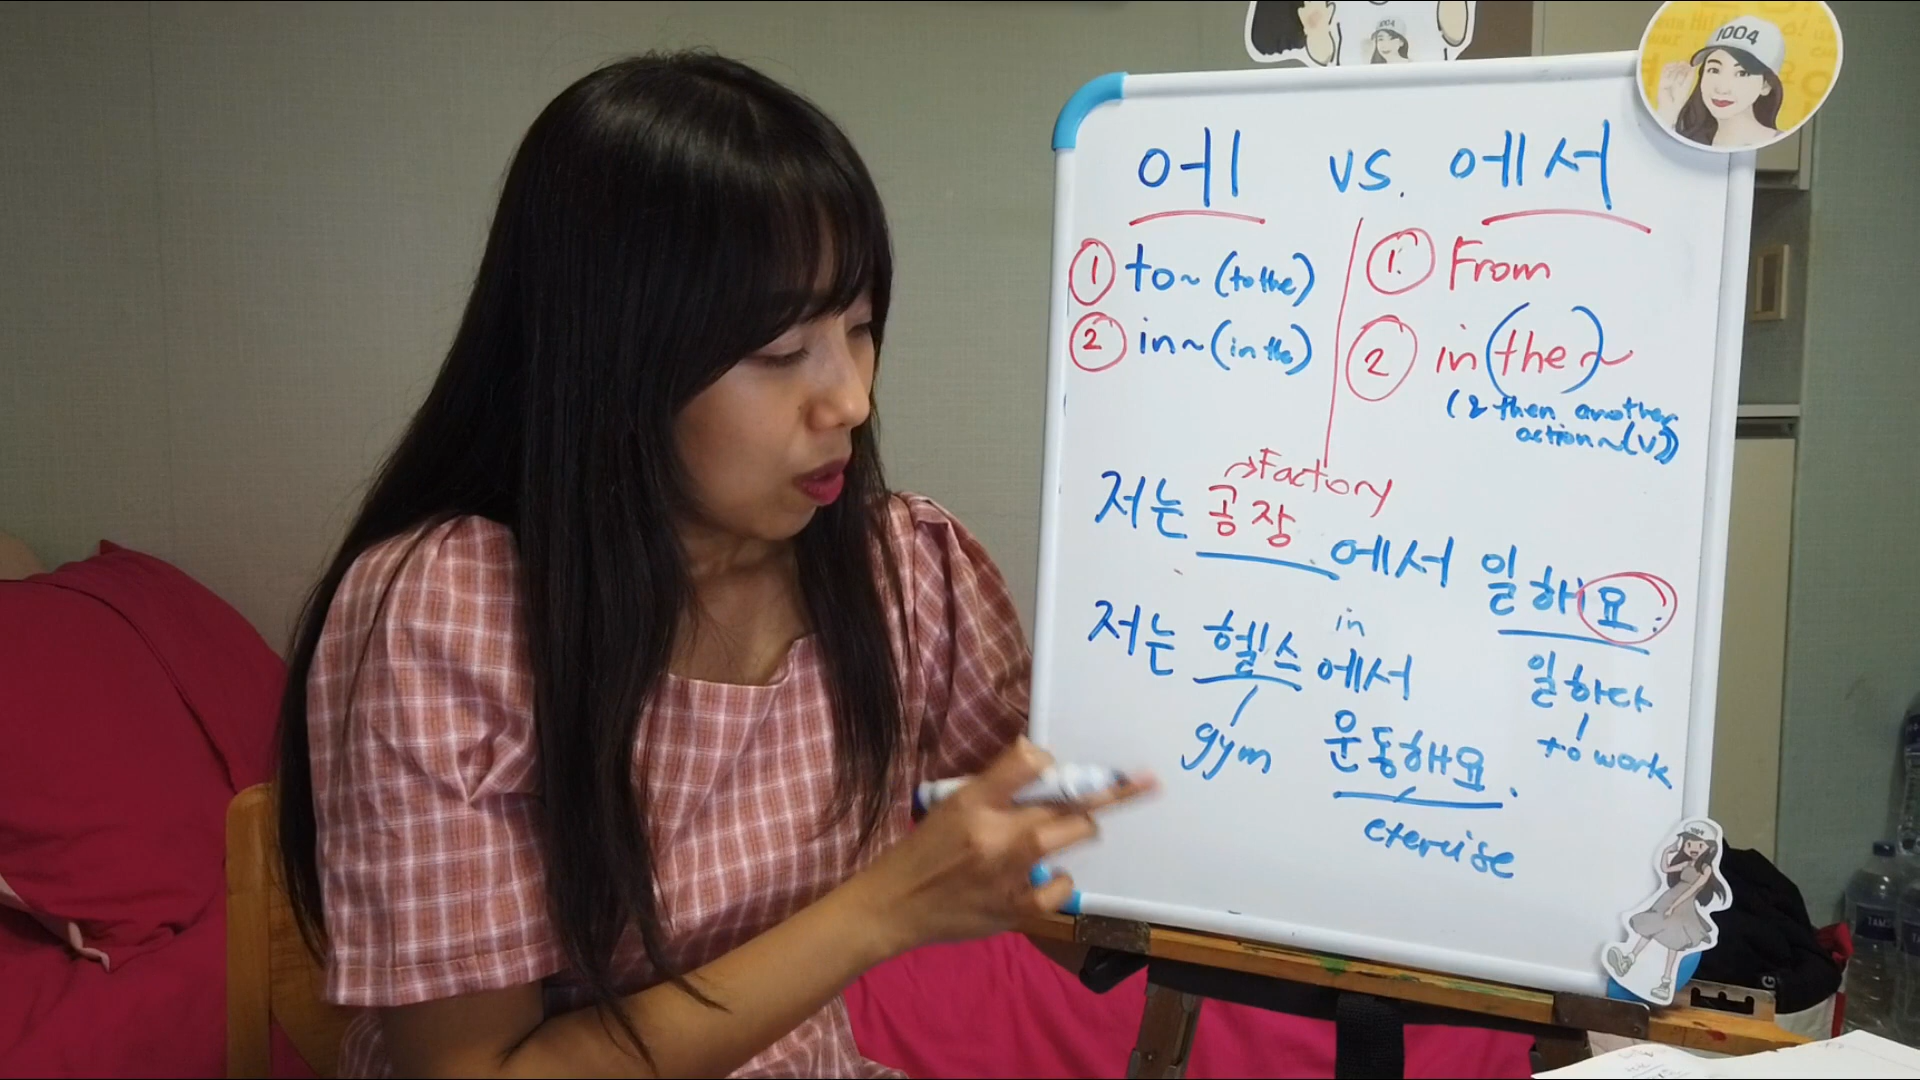 에 vs. 에서
① to~ (to the)
② in~ (in the)
①. From
② in (the) ~
(& then another
action~(v))
→Factory
저는 공장 에서 일해요.
저는 헬스 에서
in
운동해요.
gym
exercise
일하다
to work
1004
1004
1004